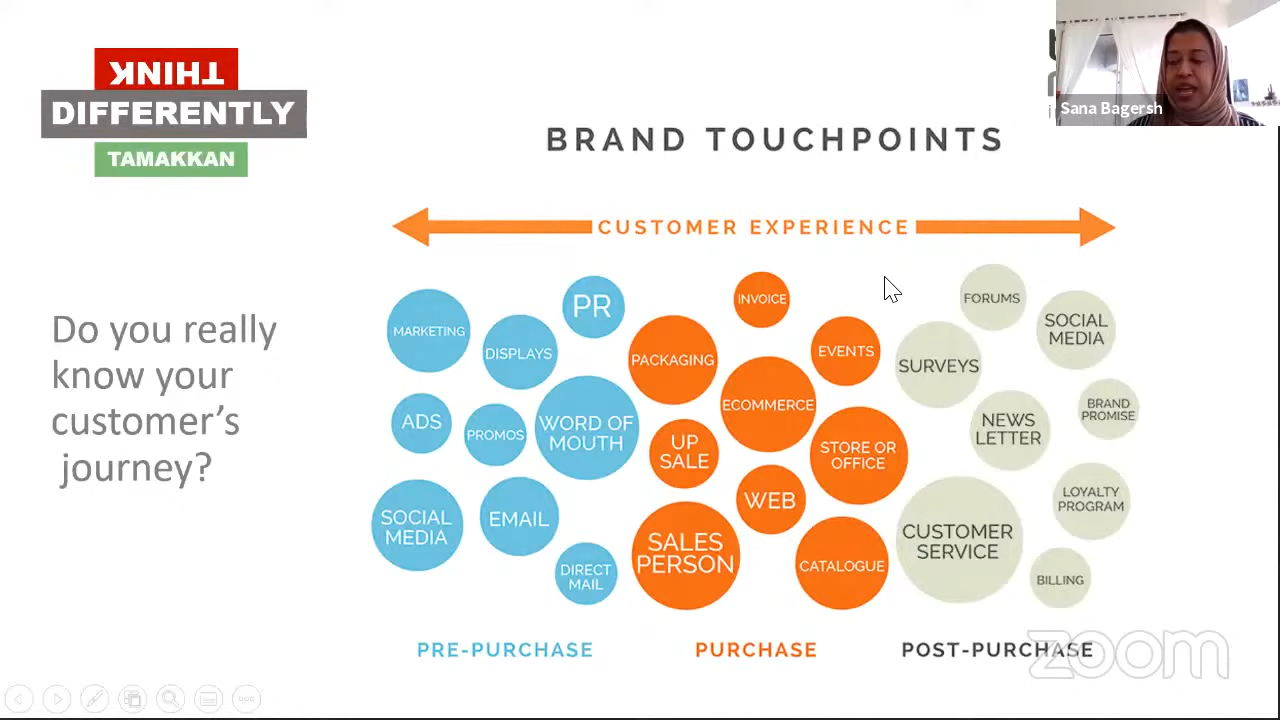 THINK
DIFFERENTLY
TAMAKKAN
Sana Bagersh
BRAND TOUCHPOINTS
CUSTOMER EXPERIENCE
Do you really
know your
customer’s
journey?
MARKETING
DISPLAYS
PR
ADS
PROMOS
WORD OF
MOUTH
SOCIAL
MEDIA
EMAIL
DIRECT
MAIL
INVOICE
PACKAGING
EVENTS
ECOMMERCE
UP
SALE
STORE OR
OFFICE
WEB
SALES
PERSON
CATALOGUE
FORUMS
SOCIAL
MEDIA
SURVEYS
BRAND
PROMISE
NEWS
LETTER
LOYALTY
PROGRAM
CUSTOMER
SERVICE
BILLING
PRE-PURCHASE
PURCHASE
POST-PURCHASE
zoom